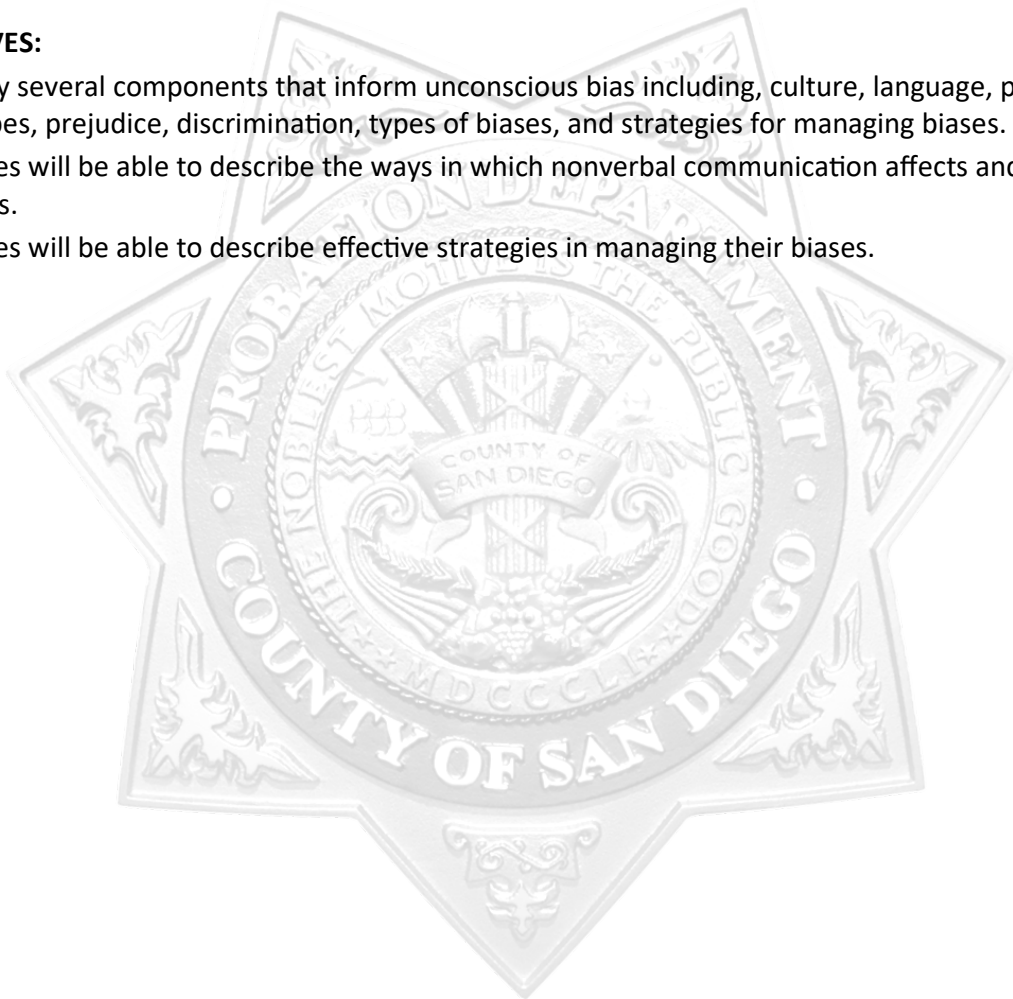 VES:
y several components that inform unconscious bias including, culture, language, p
pes, prejudice, discrimination, types of biases, and strategies for managing biases.
es will be able to describe the ways in which nonverbal communication affects and
s.
es will be able to describe effective strategies in managing their biases.
PROBATION DEPARTMENT
THE NOBLEST MOTIVE IS THE PUBLIC GOOD
COUNTY OF
SAN DIEGO
MDCCCLI
COUNTY OF SAN DIEGO